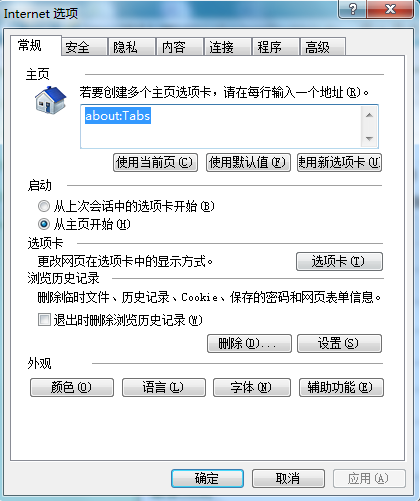 Internet 选项
常规 安全 隐私 内容 连接 程序 高级
主页
若要创建多个主页选项卡，请在每行输入一个地址(R)。
about:Tabs
使用当前页(C) 使用默认值(F) 使用新选项卡(U)
启动
从上次会话中的选项卡开始(B)
从主页开始(H)
选项卡
更改网页在选项卡中的显示方式。 选项卡(T)
浏览历史记录
删除临时文件、历史记录、Cookie、保存的密码和网页表单信息。
退出时删除浏览历史记录(W)
删除(D)... 设置(S)
外观
颜色(O) 语言(L) 字体(N) 辅助功能(E)
确定 取消 应用(A)